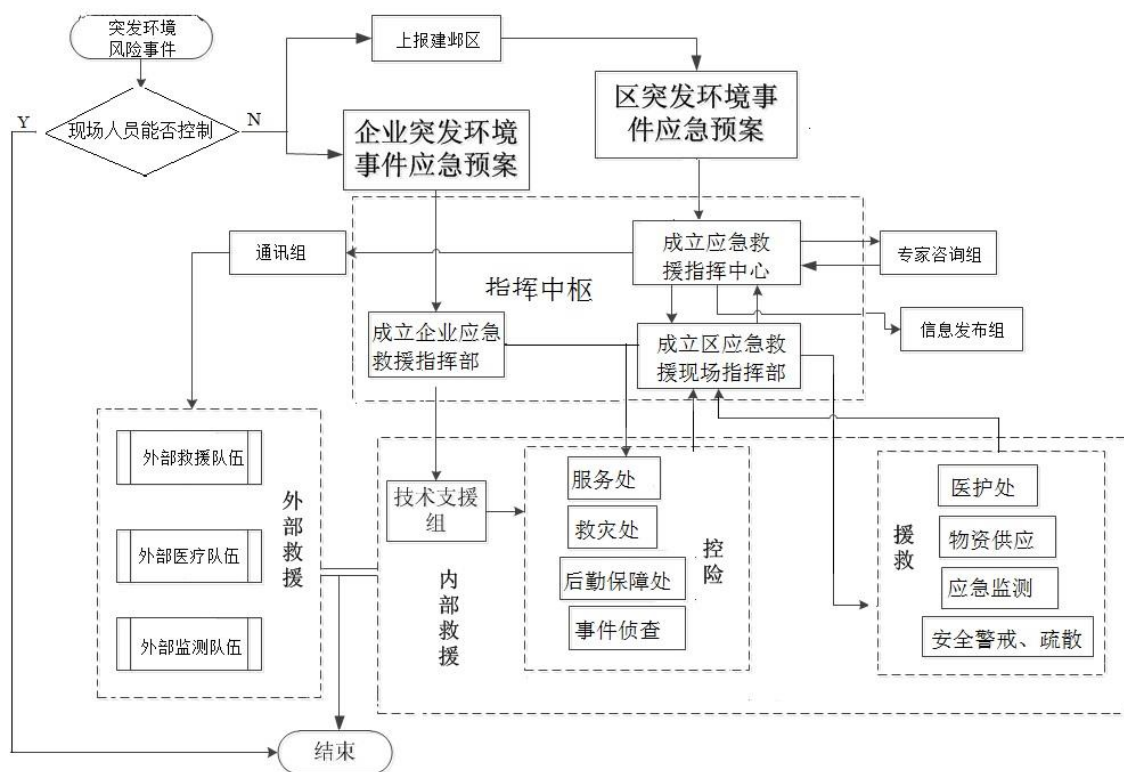 突发环境
风险事件
上报建邺区
Y
现场人员能否控制
N
企业突发环境
事件应急预案
区突发环境事
件应急预案
通讯组
成立应急救
援指挥中心
专家咨询组
指挥中枢
信息发布组
成立企业应急
救援指挥部
成立区应急救
援现场指挥部
外部救援队伍
外部医疗队伍
外部监测队伍
外部救援
技术支援
组
内部救援
服务处
救灾处
后勤保障处
事件侦查
控险
援救
医护处
物资供应
应急监测
安全警戒、疏散
结束